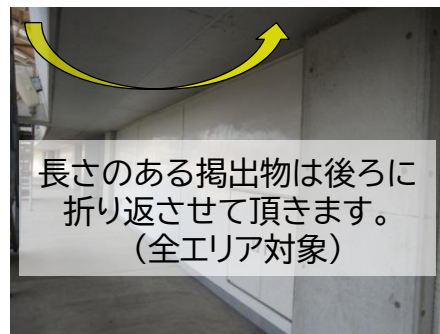 長さのある掲出物は後ろに
折り返させて頂きます。
（全エリア対象）